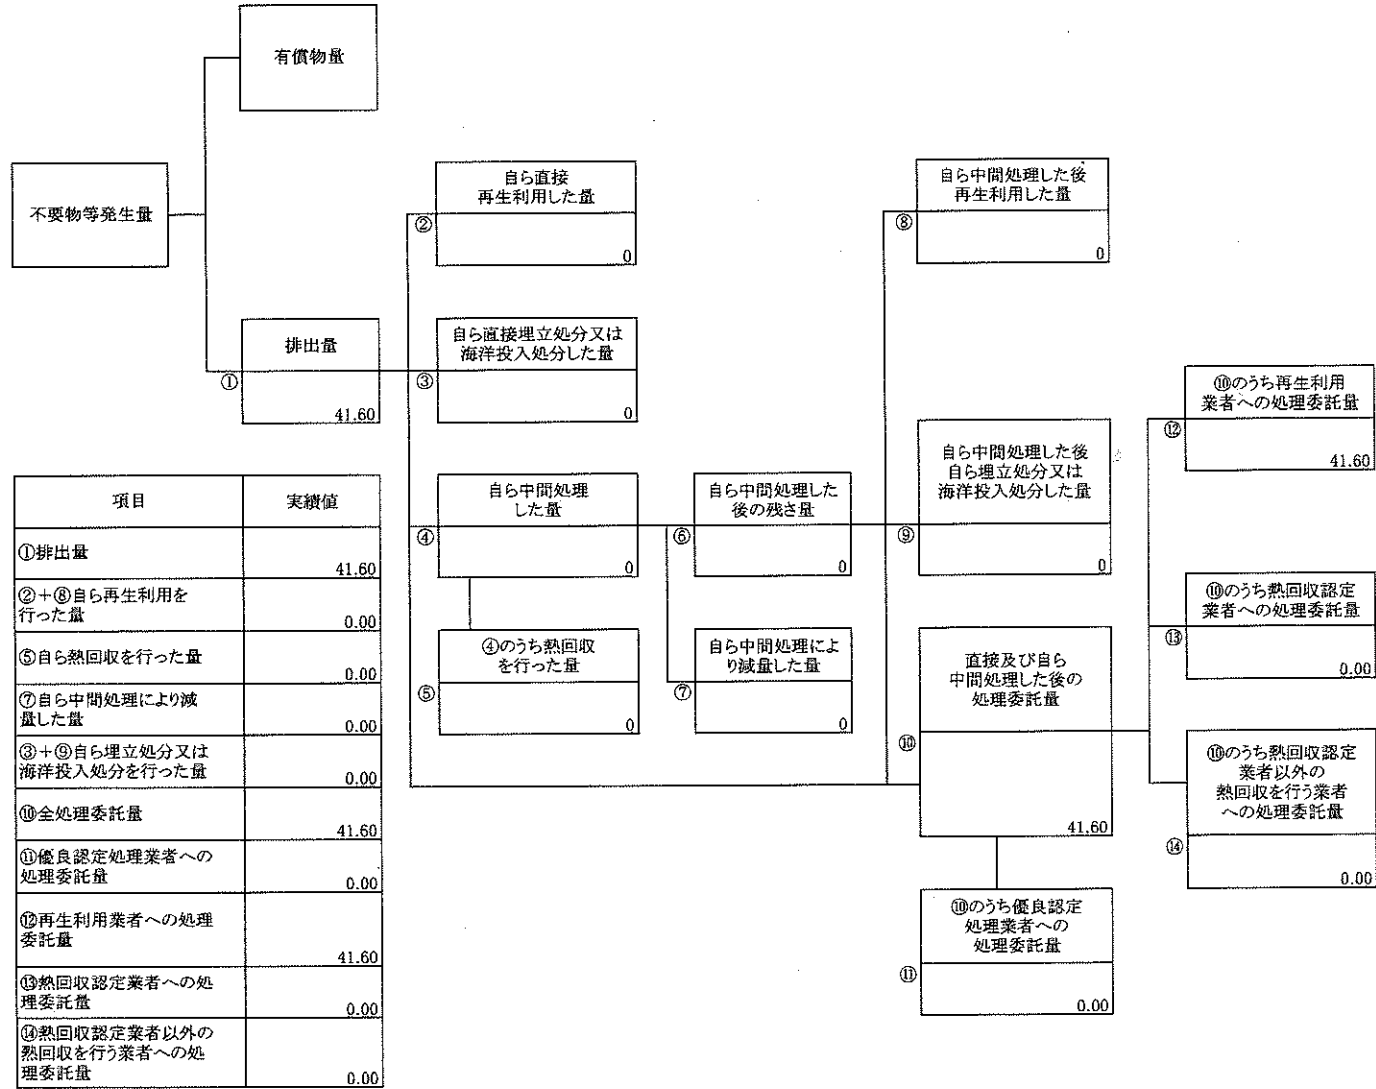 有償物量
不要物等発生量
排出量
①
41.60
自ら直接
再生利用した量
②
0
自ら直接埋立処分又は
海洋投入処分した量
③
0
自ら中間処理
した量
④
0
④のうち熱回収
を行った量
⑤
0
自ら中間処理した
後の残さ量
⑥
0
自ら中間処理によ
り減量した量
⑦
0
自ら中間処理した後
再生利用した量
⑧
0
自ら中間処理した後
自ら埋立処分又は
海洋投入処分した量
⑨
0
直接及び自ら
中間処理した後の
処理委託量
⑩
41.60
⑩のうち優良認定
処理業者への
処理委託量
⑪
0.00
⑩のうち再生利用
業者への処理委託量
⑫
41.60
⑩のうち熱回収認定
業者への処理委託量
⑬
0.00
⑩のうち熱回収認定
業者以外の
熱回収を行う業者
への処理委託量
⑭
0.00
項目 実績値
①排出量
41.60
②+⑧自ら再生利用を
行った量
0.00
⑤自ら熱回収を行った量
0.00
⑦自ら中間処理により減
量した量
0.00
③+⑨自ら埋立処分又は
海洋投入処分を行った量
0.00
⑩全処理委託量
41.60
⑪優良認定処理業者への
処理委託量
0.00
⑫再生利用業者への処理
委託量
41.60
⑬熱回収認定業者への処
理委託量
0.00
⑭熱回収認定業者以外の
熱回収を行う業者への処
理委託量
0.00